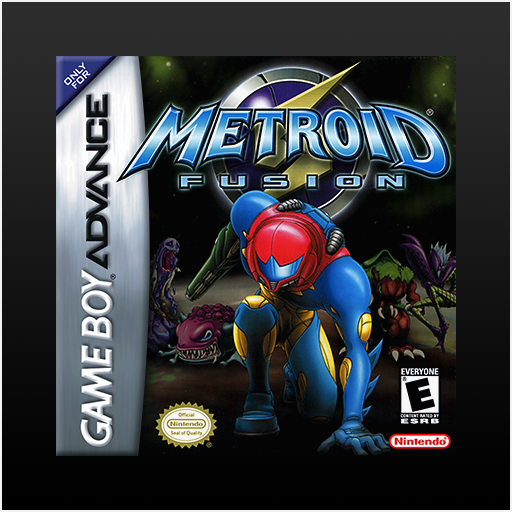 ONLY
FOR
GAME BOY ADVANCE
METROID®
FUSION
Official
Nintendo
Seal of Quality
EVERYONE
E
CONTENT RATED BY
ESRB
Nintendo